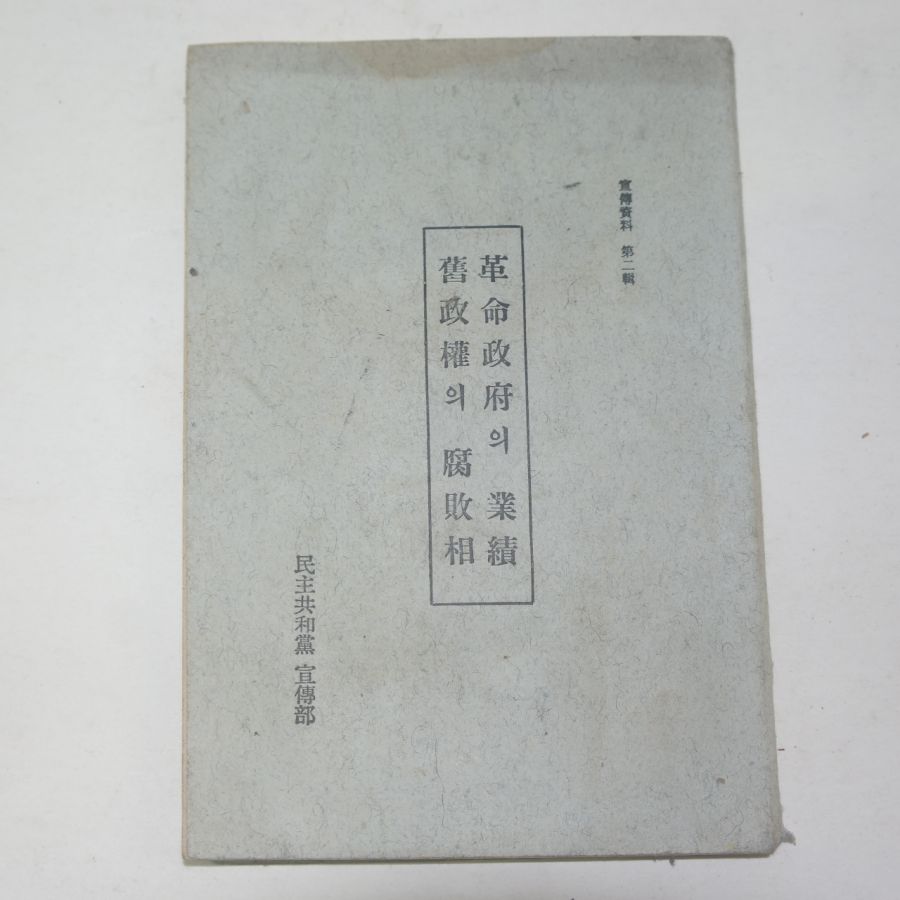 宣傳資料 第二輯
革命政府의 業績
舊政權의 腐敗相
民主共和黨 宣傳部